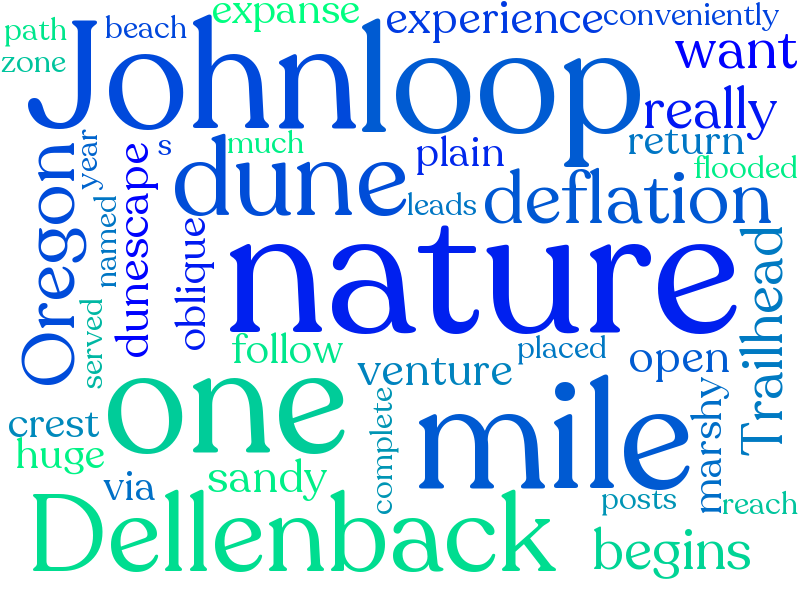 path
beach
expanse
experience
conveniently
zone
John
loop
want
really
year
s
much
plain
return
flooded
Oregon
dunescape
dune
leads
deflation
named
oblique
nature
Trailhead
served
follow
placed
open
one
venture
crest
huge
complete
mile
marshy
via
sandy
posts
reach
Dellenback
begins